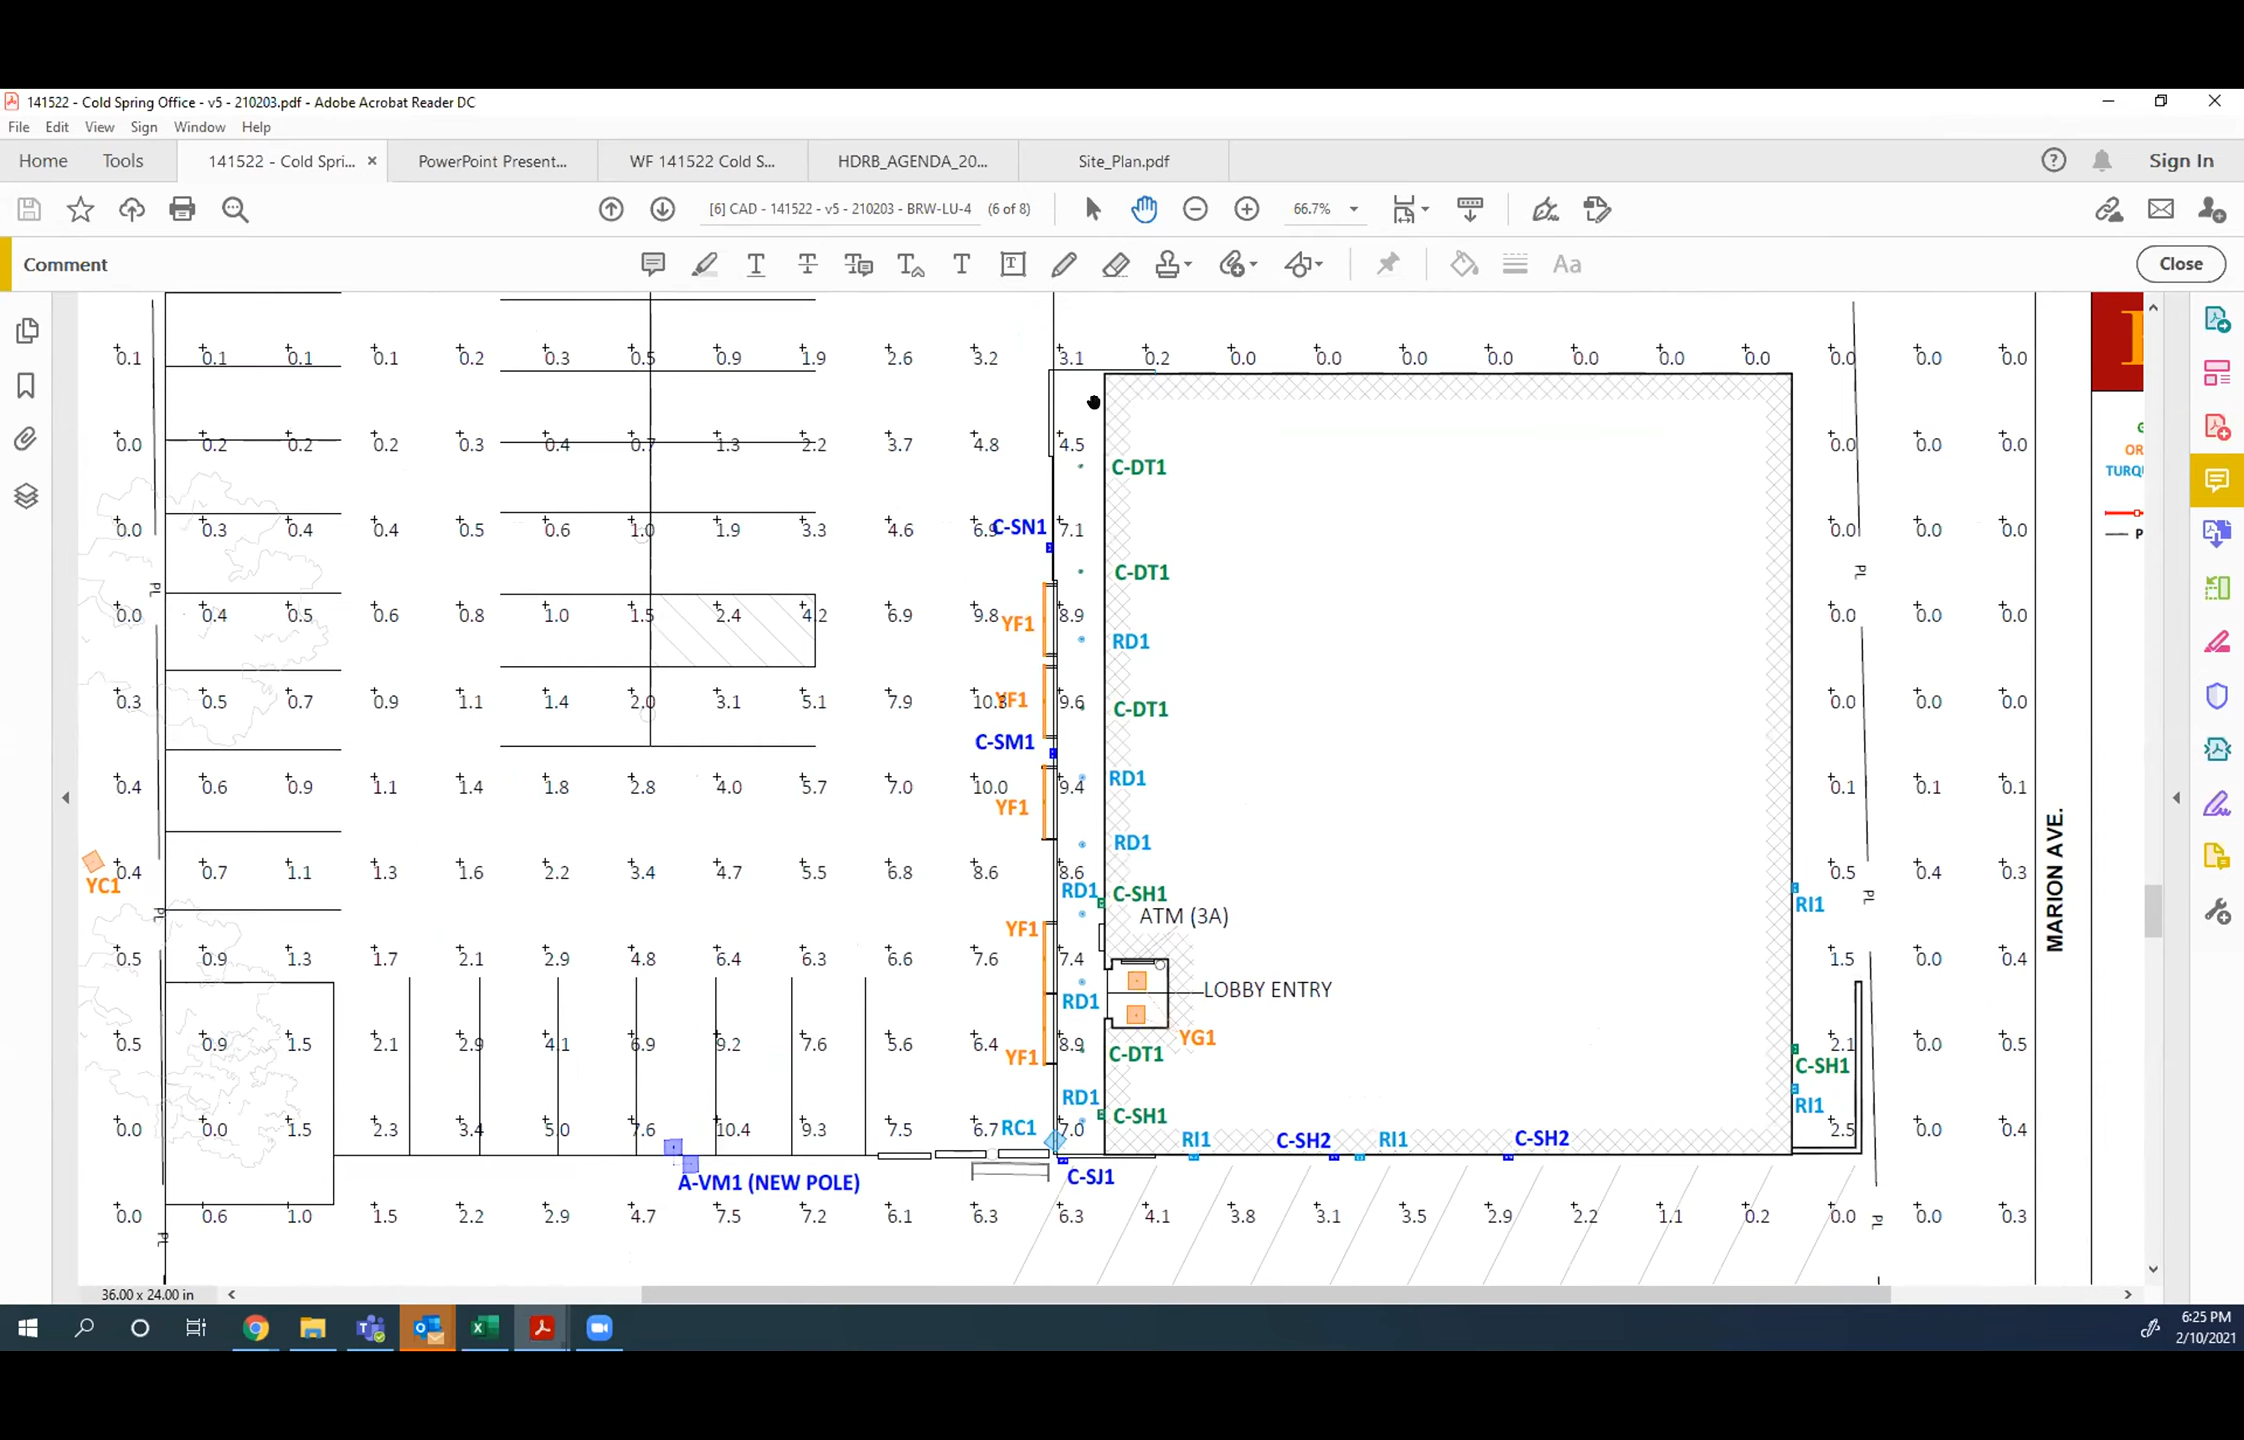 141522 - Cold Spring Office - v5 - 210203.pdf - Adobe Acrobat Reader DC
File Edit View Sign Window Help
Home Tools 141522 - Cold Spri... × PowerPoint Present... WF 141522 Cold S... HDRB_AGENDA_20... Site_Plan.pdf Sign In
[6] CAD - 141522 - v5 - 210203 - BRW-LU-4 (6 of 8) 66.7%
Comment Close
0.1 0.1 0.1 0.1 0.2 0.3 0.5 0.9 1.9 2.6 3.2 3.1 0.2 0.0 0.0 0.0 0.0 0.0 0.0 0.0 0.0 0.0 0.0
0.0 0.2 0.2 0.2 0.3 0.4 0.7 1.3 2.2 3.7 4.8 4.5 0.0 0.0 0.0
OR
C-DT1 TURQU
C-SN1
0.0 0.3 0.4 0.4 0.5 0.6 1.0 1.9 3.3 4.6 6.9 7.1 0.0 0.0 0.0
P
C-DT1 PL
PL
0.0 0.4 0.5 0.6 0.8 1.0 1.5 2.4 4.2 6.9 9.8 8.9 0.0 0.0 0.0
YF1 RD1
0.3 0.5 0.7 0.9 1.1 1.4 2.0 3.1 5.1 7.9 10.3 YF1 9.6 C-DT1 0.0 0.0 0.0
C-SM1
0.4 0.6 0.9 1.1 1.4 1.8 2.8 4.0 5.7 7.0 10.0 9.4 RD1 0.1 0.1 0.1
YF1
RD1
MARION AVE.
0.4 0.7 1.1 1.3 1.6 2.2 3.4 4.7 5.5 6.8 8.6 8.6 0.5 0.4 0.3
YC1 RD1 C-SH1 RI1 PL
PL ATM (3A)
YF1
0.5 0.9 1.3 1.7 2.1 2.9 4.8 6.4 6.3 6.6 7.6 7.4 1.5 0.0 0.4
RD1 LOBBY ENTRY
0.5 0.9 1.5 2.1 2.9 4.1 6.9 9.2 7.6 5.6 6.4 8.9 YG1 2.1 0.0 0.5
YF1 C-DT1 C-SH1
RD1 C-SH1 RI1
0.0 0.0 1.5 2.3 3.4 5.0 7.6 10.4 9.3 7.5 6.7 RC1 7.0 2.5 0.0 0.4
RI1 C-SH2 RI1 C-SH2
A-VM1 (NEW POLE) C-SJ1
0.0 0.6 1.0 1.5 2.2 2.9 4.7 7.5 7.2 6.1 6.3 6.3 4.1 3.8 3.1 3.5 2.9 2.2 1.1 0.2 0.0 0.0 0.3
PL PL
36.00 x 24.00 in
6:25 PM
2/10/2021